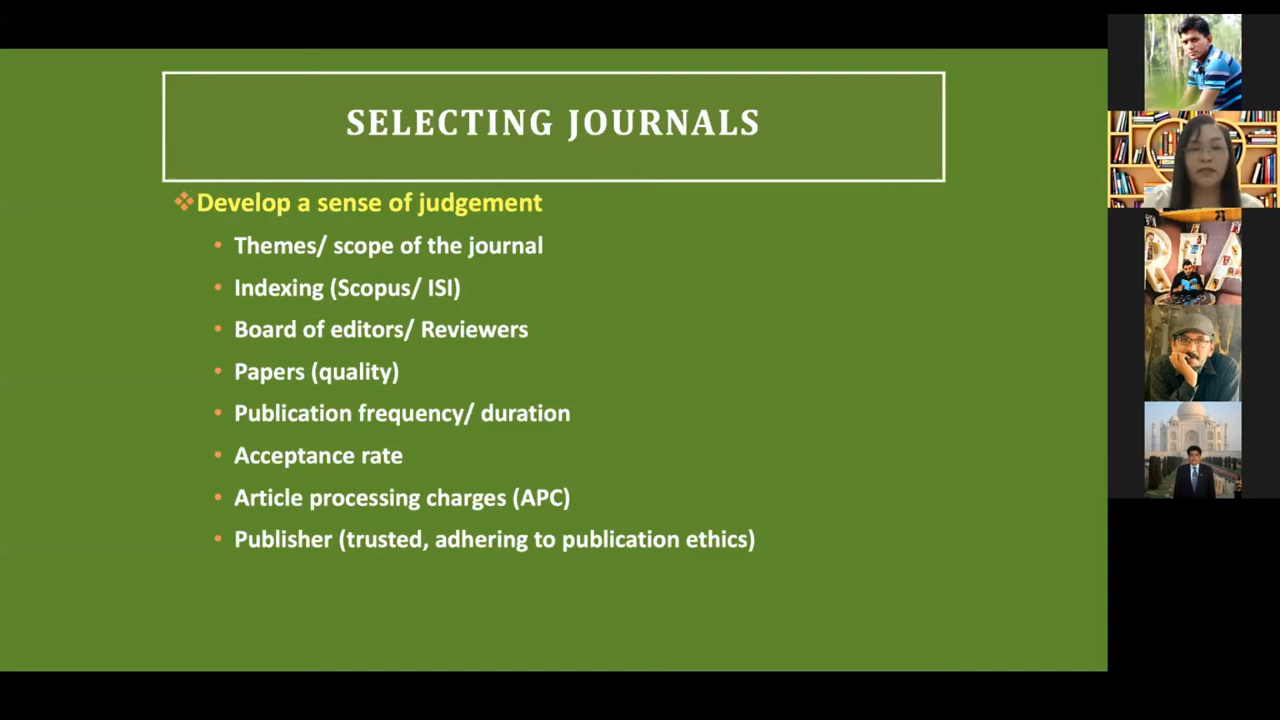 SELECTING JOURNALS
❖Develop a sense of judgement
• Themes/ scope of the journal
• Indexing (Scopus/ ISI)
• Board of editors/ Reviewers
• Papers (quality)
• Publication frequency/ duration
• Acceptance rate
• Article processing charges (APC)
• Publisher (trusted, adhering to publication ethics)